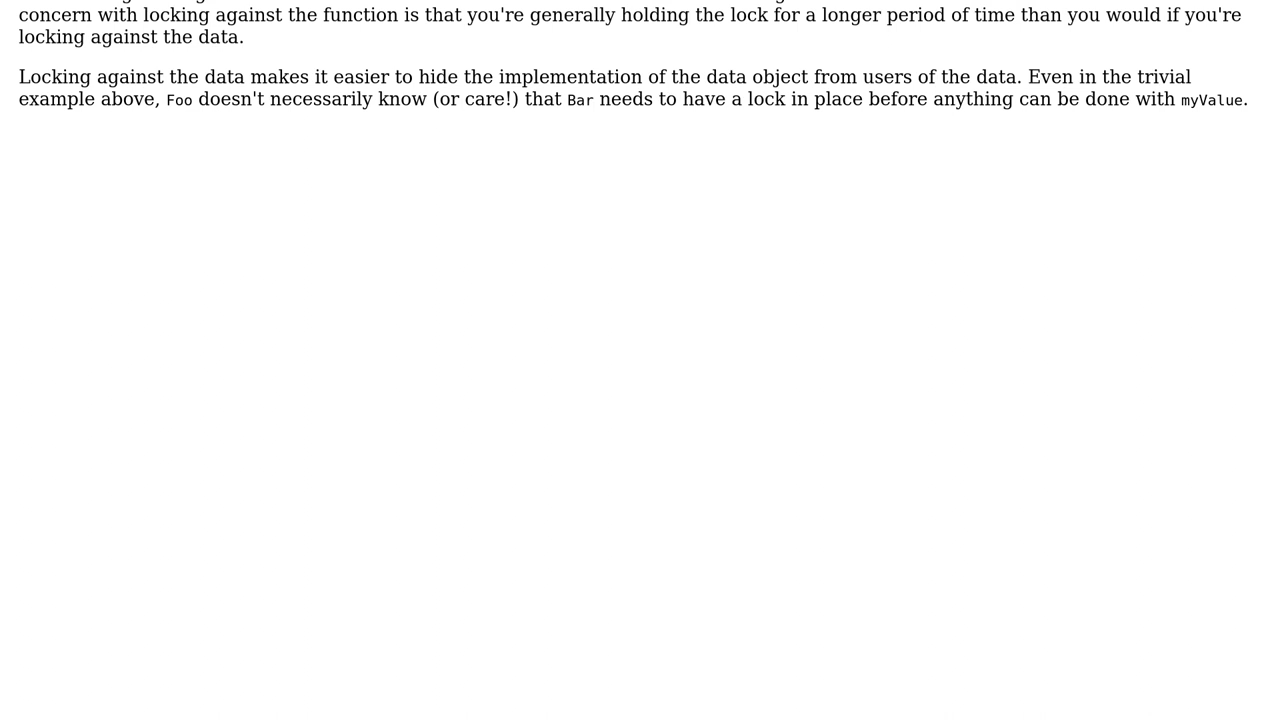 concern with locking against the function is that you're generally holding the lock for a longer period of time than you would if you're
locking against the data.
Locking against the data makes it easier to hide the implementation of the data object from users of the data. Even in the trivial
example above, Foo doesn't necessarily know (or care!) that Bar needs to have a lock in place before anything can be done with myValue.